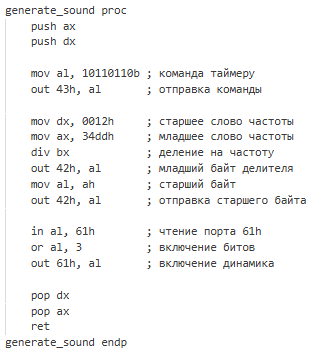 generate_sound proc
push ax
push dx
mov al, 10110110b ; команда таймеру
out 43h, al ; отправка команды
mov dx, 0012h ; старшее слово частоты
mov ax, 34ddh ; младшее слово частоты
div bx ; деление на частоту
out 42h, al ; младший байт делителя
mov al, ah ; старший байт
out 42h, al ; отправка старшего байта
in al, 61h ; чтение порта 61h
or al, 3 ; включение битов
out 61h, al ; включение динамика
pop dx
pop ax
ret
generate_sound endp